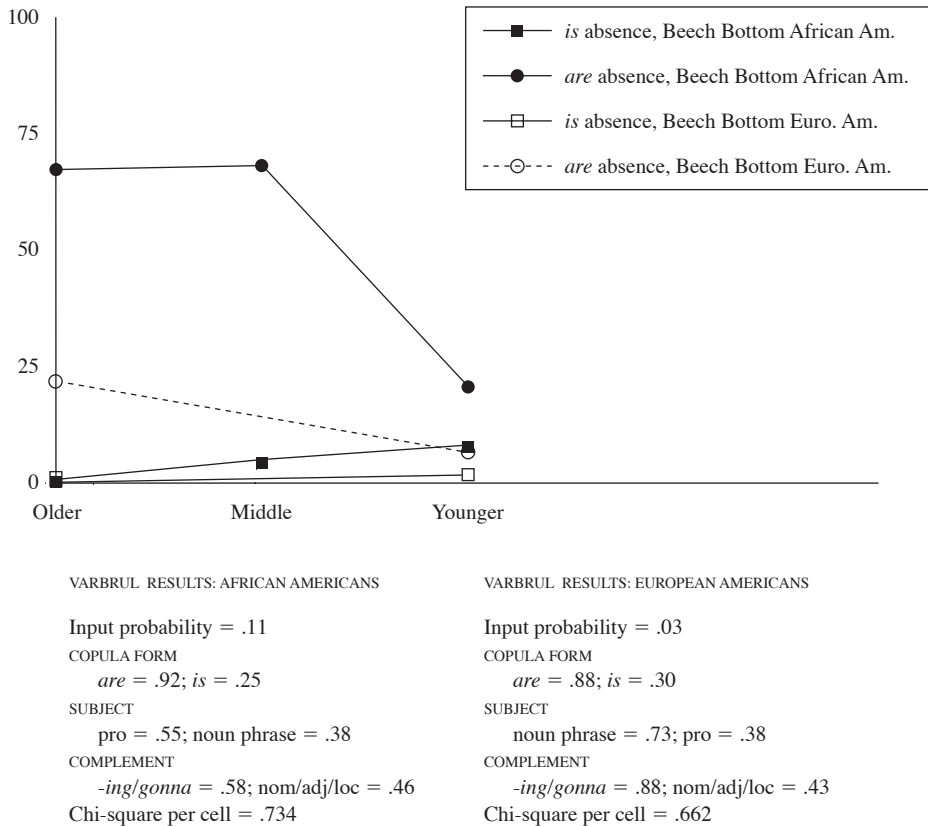 100
is absence, Beech Bottom African Am.
are absence, Beech Bottom African Am.
is absence, Beech Bottom Euro. Am.
are absence, Beech Bottom Euro. Am.
75
50
25
0
Older Middle Younger
VARBRUL RESULTS: AFRICAN AMERICANS
Input probability = .11
COPULA FORM
are = .92; is = .25
SUBJECT
pro = .55; noun phrase = .38
COMPLEMENT
-ing/gonna = .58; nom/adj/loc = .46
Chi-square per cell = .734
VARBRUL RESULTS: EUROPEAN AMERICANS
Input probability = .03
COPULA FORM
are = .88; is = .30
SUBJECT
noun phrase = .73; pro = .38
COMPLEMENT
-ing/gonna = .88; nom/adj/loc = .43
Chi-square per cell = .662